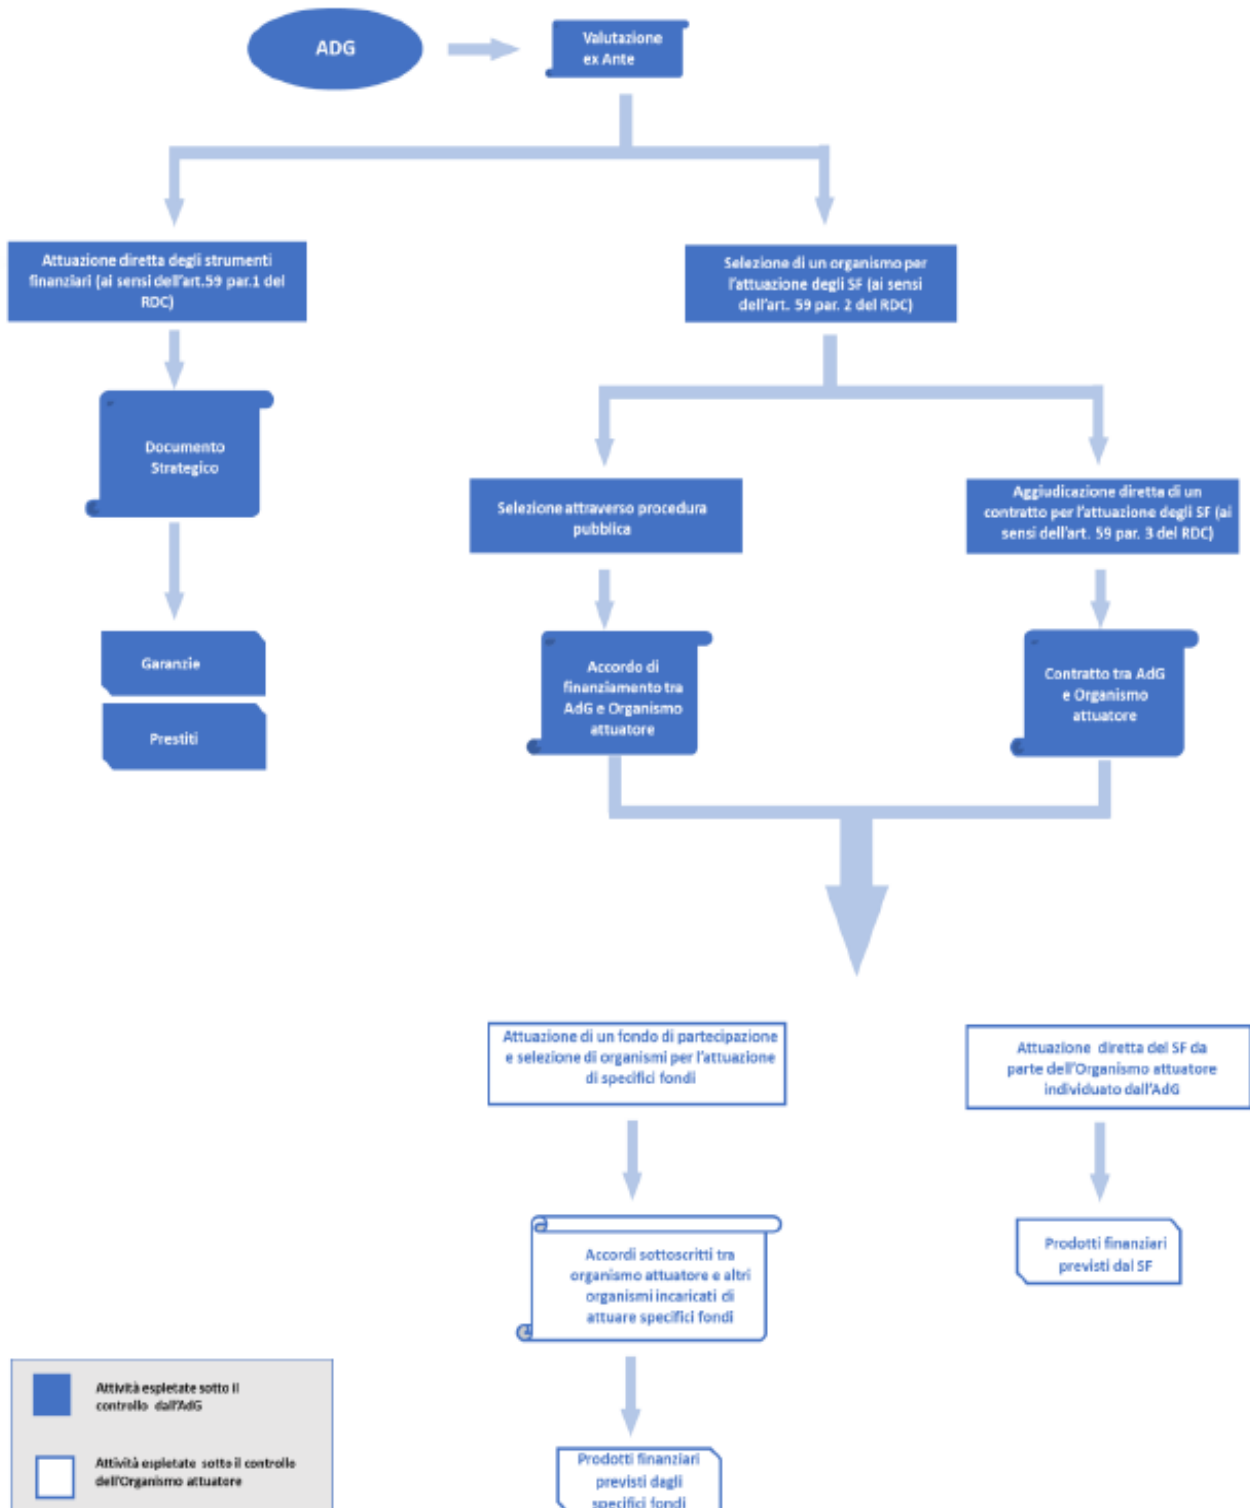 ADG
Valutazione
ex Ante
Attuazione diretta degli strumenti
finanziari (ai sensi dell'art.59 par.1 del
RDC)
Selezione di un organismo per
l'attuazione degli SF (ai sensi
dell'art. 59 par. 2 del RDC)
Documento
Strategico
Selezione attraverso procedura
pubblica
Aggiudicazione diretta di un
contratto per l'attuazione degli SF (ai
sensi dell'art. 59 par. 3 del RDC)
Garanzie
Prestiti
Accordo di
finanziamento tra
AdG e Organismo
attuatore
Contratto tra AdG
e Organismo
attuatore
Attuazione di un fondo di partecipazione
e selezione di organismi per l'attuazione
di specifici fondi
Attuazione diretta del SF da
parte dell'Organismo attuatore
individuato dall'AdG
Accordi sottoscritti tra
organismo attuatore e altri
organismi incaricati di
attuare specifici fondi
Prodotti finanziari
previsti dal SF
Prodotti finanziari
previsti dagli
specifici fondi
Attività espletate sotto il
controllo dall'AdG
Attività espletate sotto il controllo
dell'Organismo attuatore